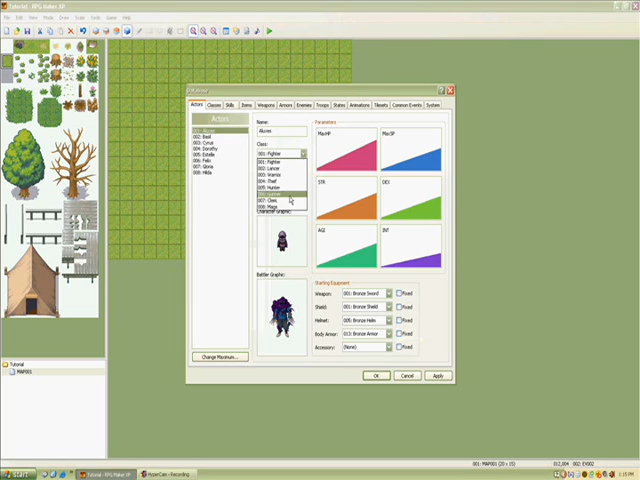 Tutorial - RPG Maker XP
File Edit View Mode Draw Scale Tools Game Help
Database
Actors Classes Skills Items Weapons Armors Enemies Troops States Animations Tilesets Common Events System
Actors
002: Basil
003: Cyrus
004: Dorothy
005: Estelle
006: Felix
007: Gloria
008: Hilda
Change Maximum...
Name:
Aluxes
Class:
001: Fighter
001: Fighter
002: Lancer
003: Warrior
004: Thief
005: Hunter
007: Cleric
008: Mage
Character Graphic:
Battler Graphic:
Parameters
MaxHP MaxSP
STR DEX
AGI INT
Starting Equipment
Weapon: 001: Bronze Sword Fixed
Shield: 001: Bronze Shield Fixed
Helmet: 005: Bronze Helm Fixed
Body Armor: 013: Bronze Armor Fixed
Accessory: (None) Fixed
OK Cancel Apply
Tutorial
MAP001
001: MAP001 (20 x 15)
start
Tutorial - RPG Maker XP
HyperCam - Recording
1:15 PM